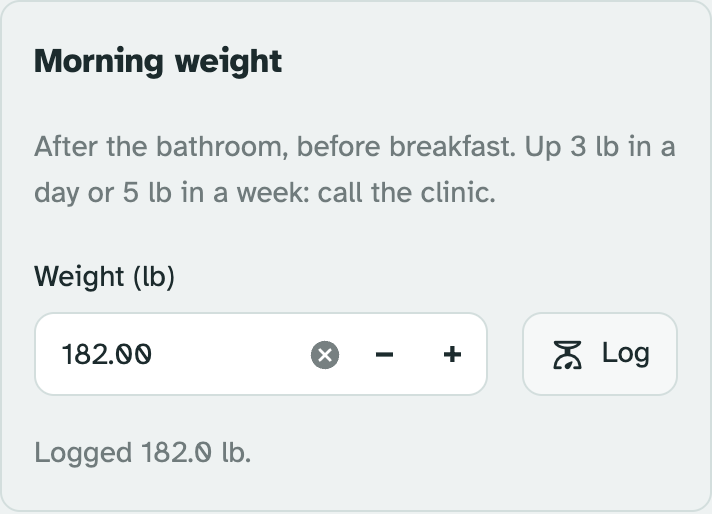 Morning weight
After the bathroom, before breakfast. Up 3 lb in a
day or 5 lb in a week: call the clinic.
Weight (lb)
182.00
Log
Logged 182.0 lb.